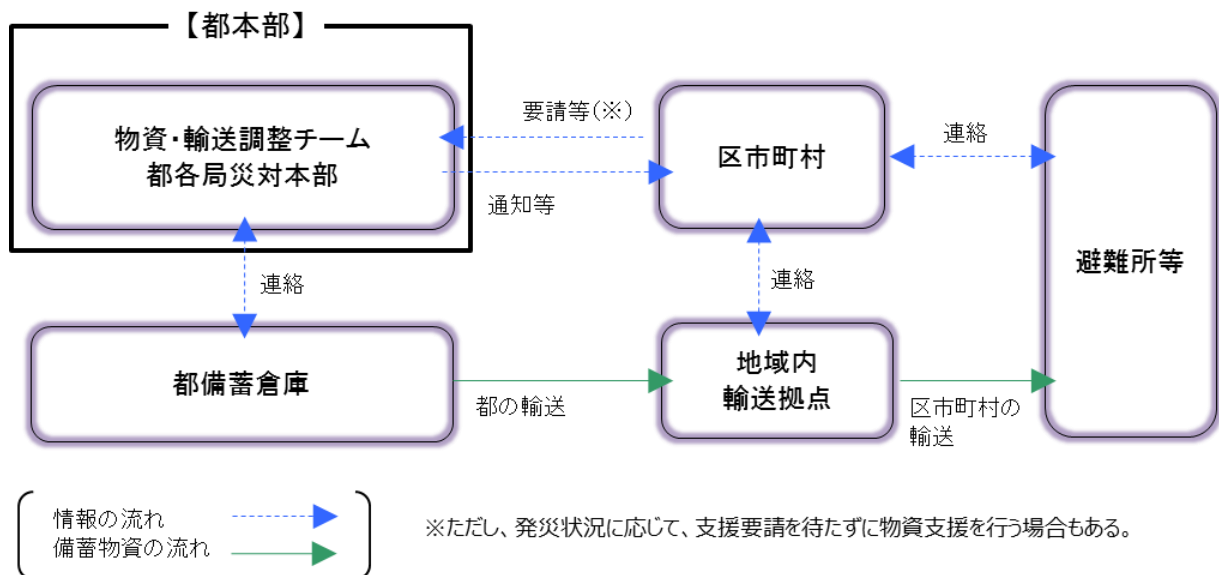 【都本部】
物資・輸送調整チーム
都各局災対本部
要請等(※)
通知等
区市町村
連絡
避難所等
連絡
連絡
都備蓄倉庫
都の輸送
地域内
輸送拠点
区市町村の
輸送
情報の流れ
備蓄物資の流れ
※ただし、発災状況に応じて、支援要請を待たずに物資支援を行う場合もある。